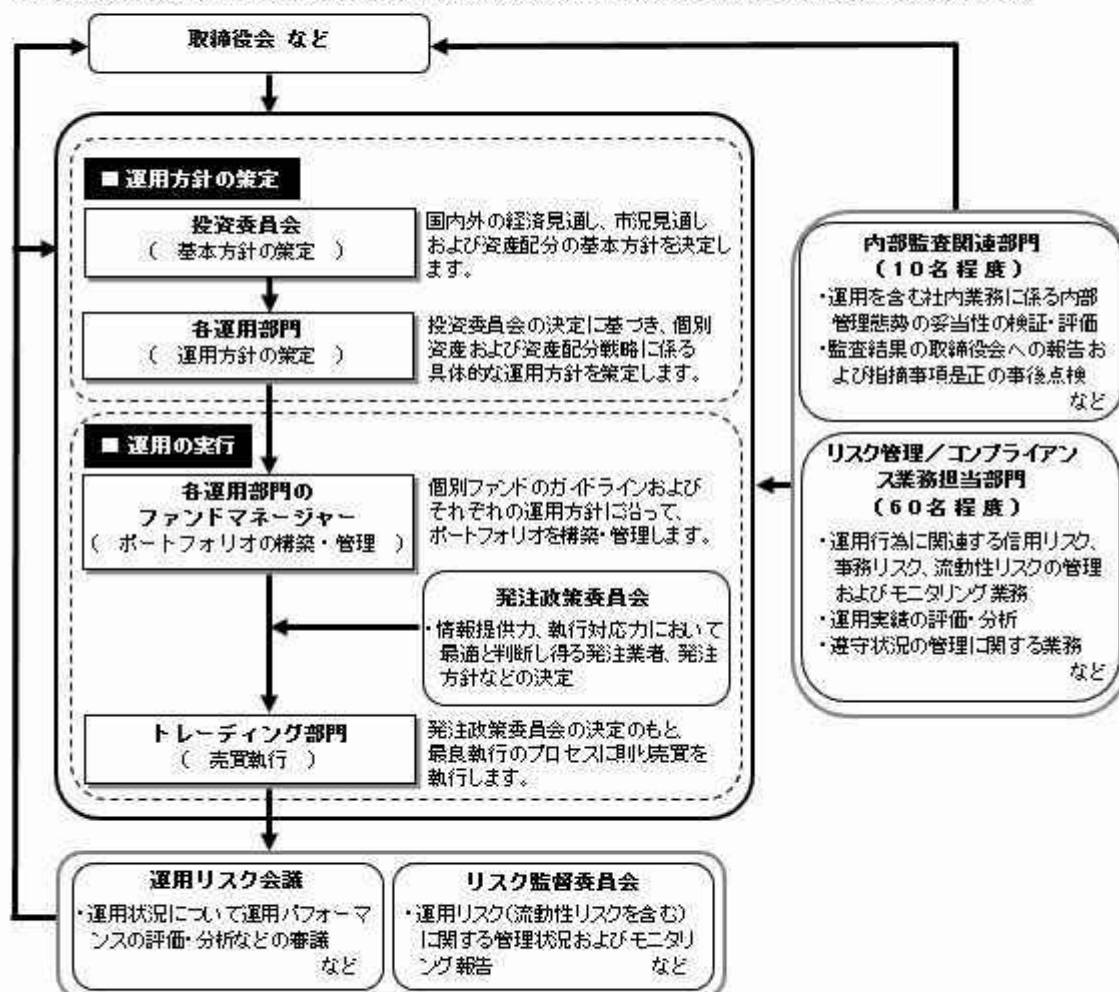 取締役会 など
■ 運用方針の策定
投資委員会
( 基本方針の策定 )
国内外の経済見通し、市況見通し
および資産配分の基本方針を決定し
ます。
各運用部門
( 運用方針の策定 )
投資委員会の決定に基づき、個別
資産および資産配分戦略に係る
具体的な運用方針を策定します。
■ 運用の実行
各運用部門の
ファンドマネージャー
( ポートフォリオの構築・管理 )
個別ファンドのガイドラインおよび
それぞれの運用方針に沿って、
ポートフォリオを構築・管理します。
発注政策委員会
・情報提供力、執行対応力において
最適と判断し得る発注業者、発注
方針などの決定
トレーディング部門
( 売買執行 )
発注政策委員会の決定のもと
最良執行のプロセスに則り売買を
執行します。
内部監査関連部門
(10名程度)
・運用を含む社内業務に係る内部
管理態勢の妥当性の検証・評価
・監査結果の取締役会への報告お
よび指摘事項是正の事後点検
など
リスク管理/コンプライアン
ス業務担当部門
(60名程度)
・運用行為に関連する信用リスク、
事務リスク、流動性リスクの管理
およびモニタリング業務
・運用実績の評価・分析
・遵守状況の管理に関する業務
など
運用リスク会議
・運用状況について運用パフォーマ
ンスの評価・分析などの審議
など
リスク監督委員会
・運用リスク(流動性リスクを含む)
に関する管理状況およびモニタリ
ング報告 など